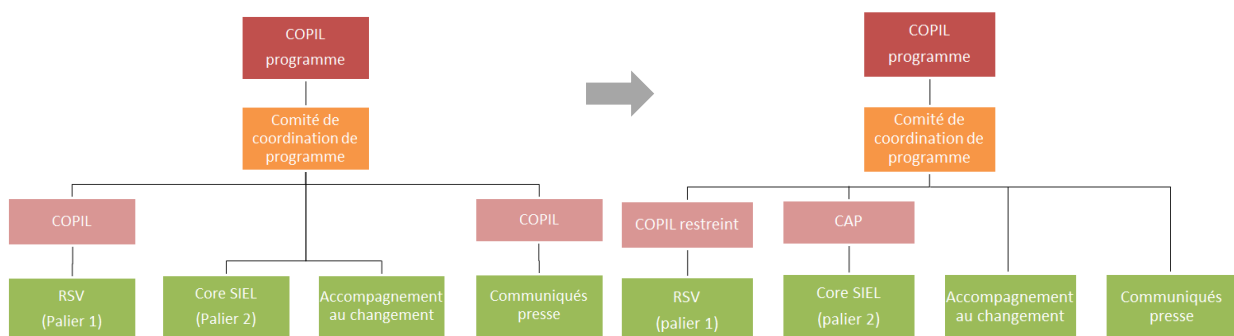 COPIL
programme
Comité de
coordination de
programme
COPIL
COPIL
RSV
(Palier 1)
Core SIEL
(Palier 2)
Accompagnement
au changement
Communiqués
presse
COPIL
programme
Comité de
coordination de
programme
COPIL restreint
CAP
RSV
(palier 1)
Core SIEL
(palier 2)
Accompagnement
au changement
Communiqués
presse